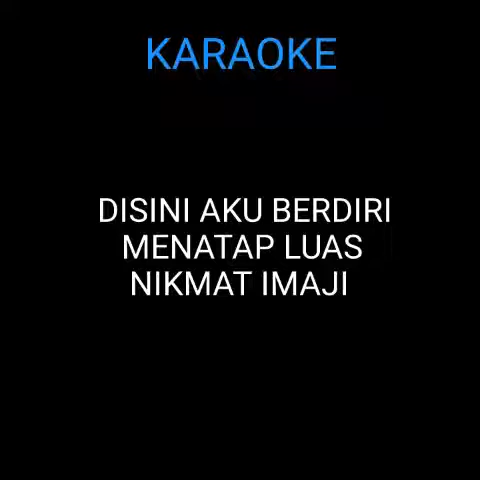 KARAOKE
DISINI AKU BERDIRI
MENATAP LUAS
NIKMAT IMAJI